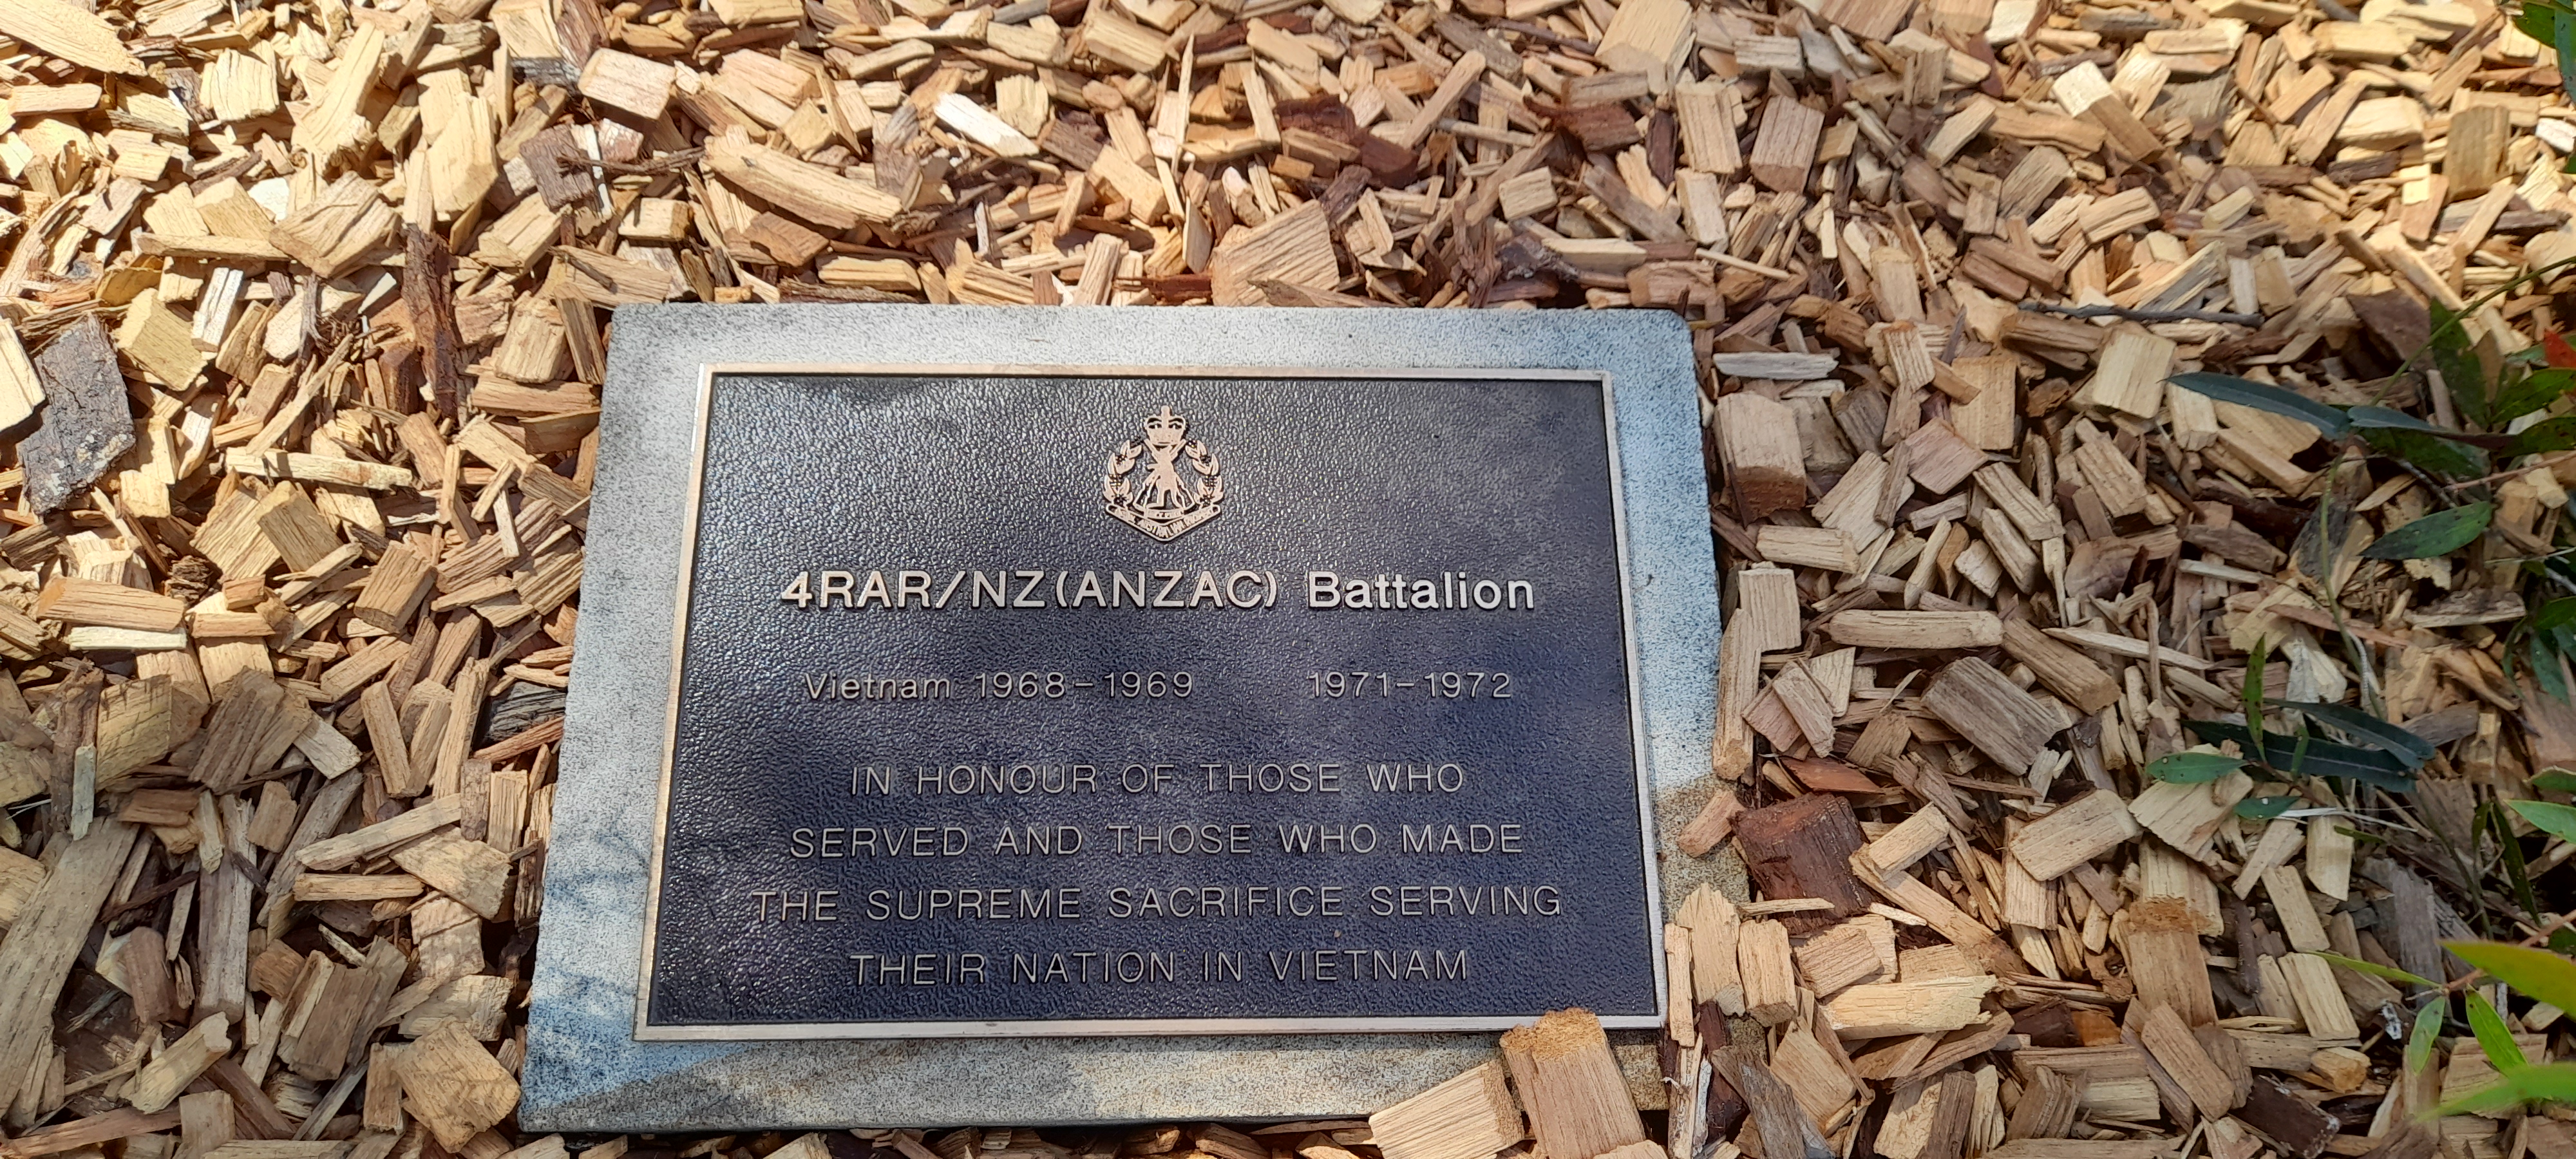 4RAR/NZ(ANZAC) Battalion
Vietnam 1968-1969 1971-1972
IN HONOUR OF THOSE WHO
SERVED AND THOSE WHO MADE
THE SUPREME SACRIFICE SERVING
THEIR NATION IN VIETNAM